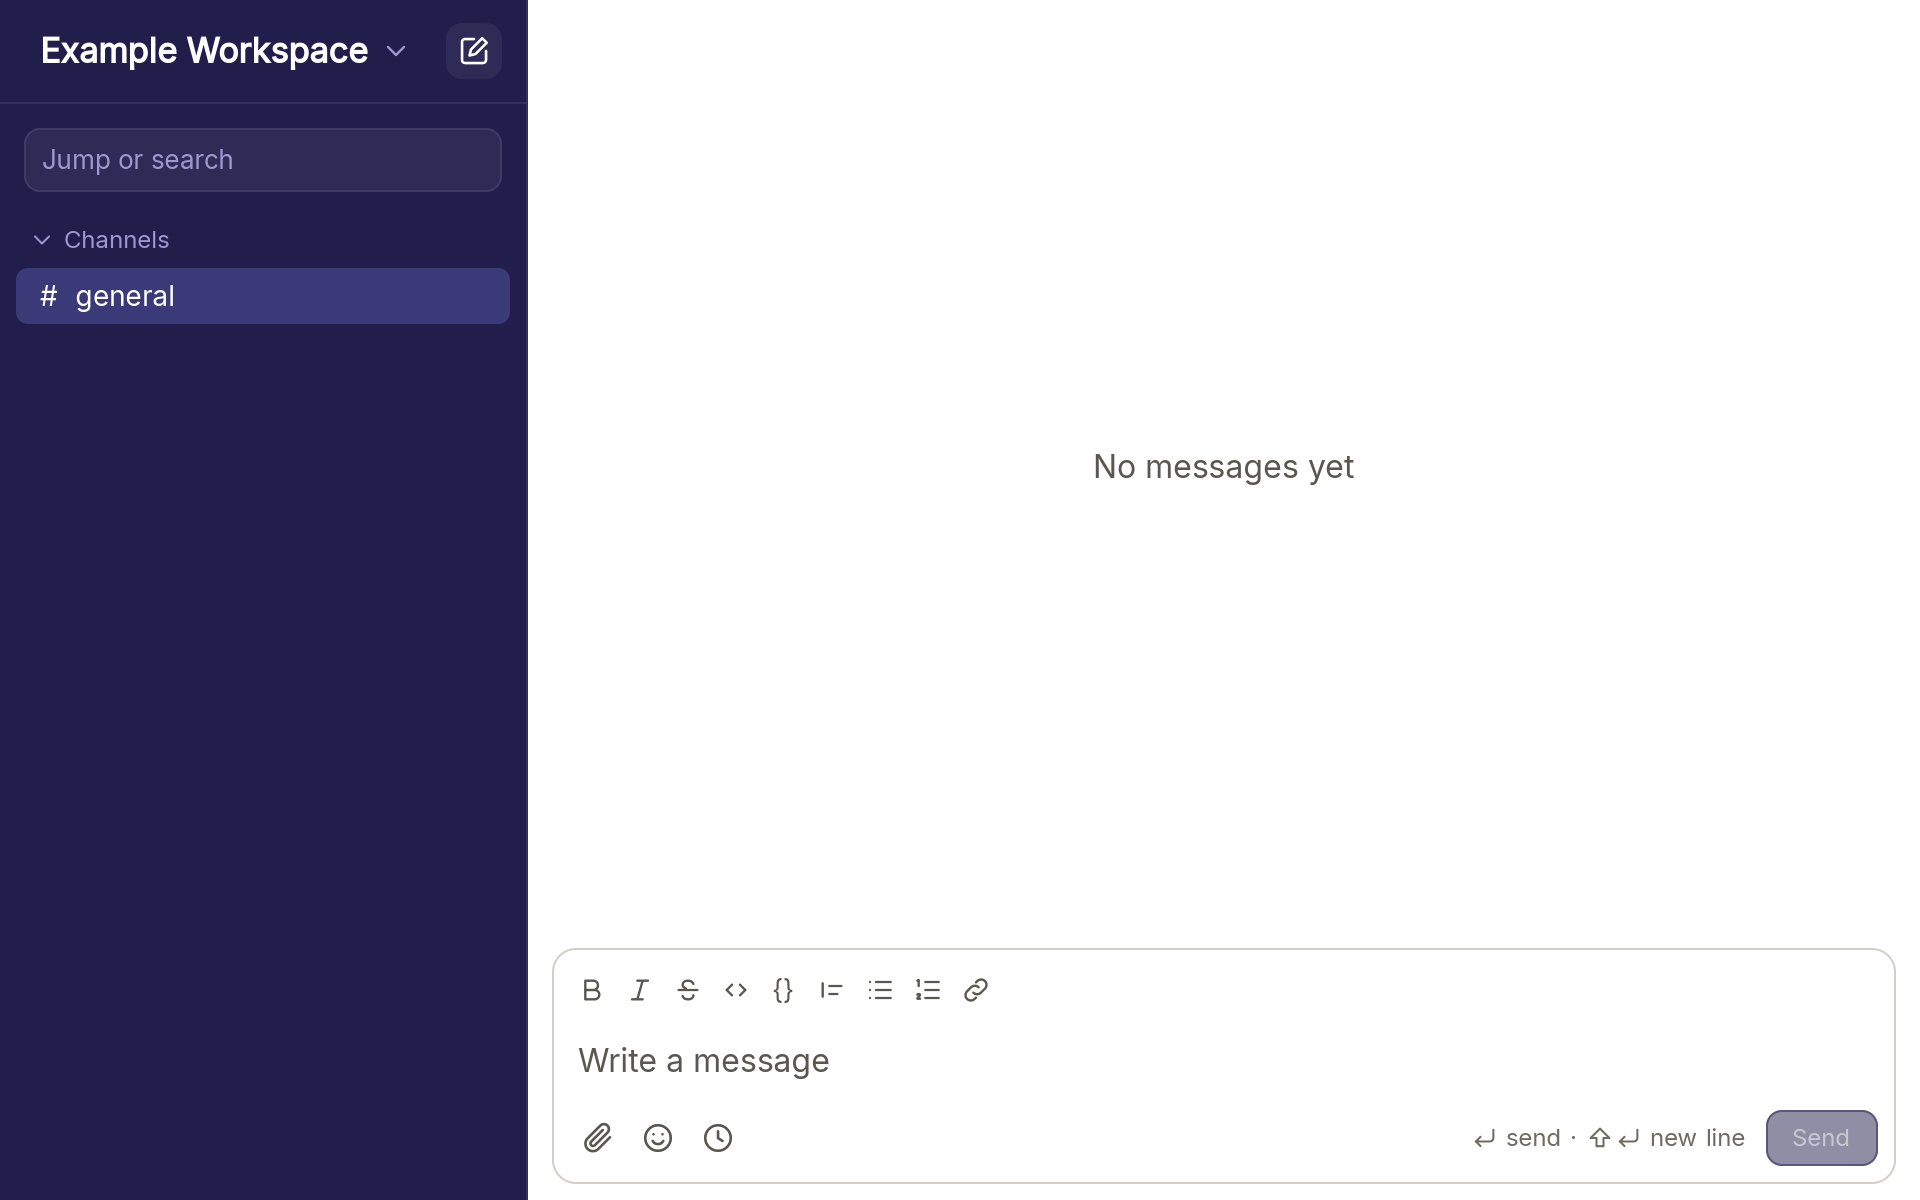 Example Workspace
Jump or search
Channels
# general
No messages yet
Write a message
send · new line
Send